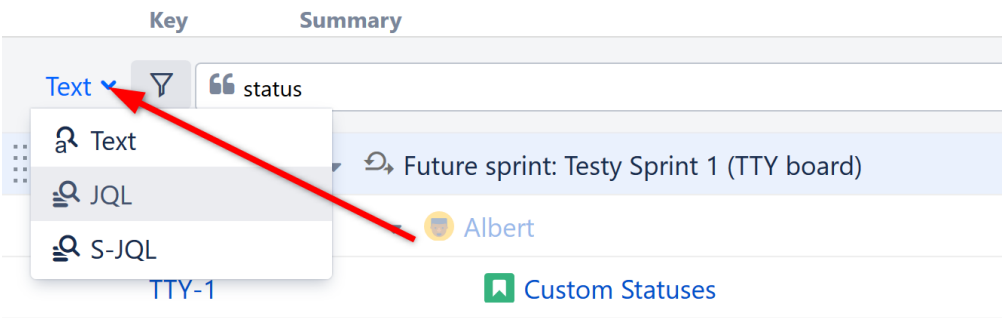 Key Summary
Text status
Text
Future sprint: Testy Sprint 1 (TTY board)
JQL
Albert
S-JQL
TTY-1 Custom Statuses